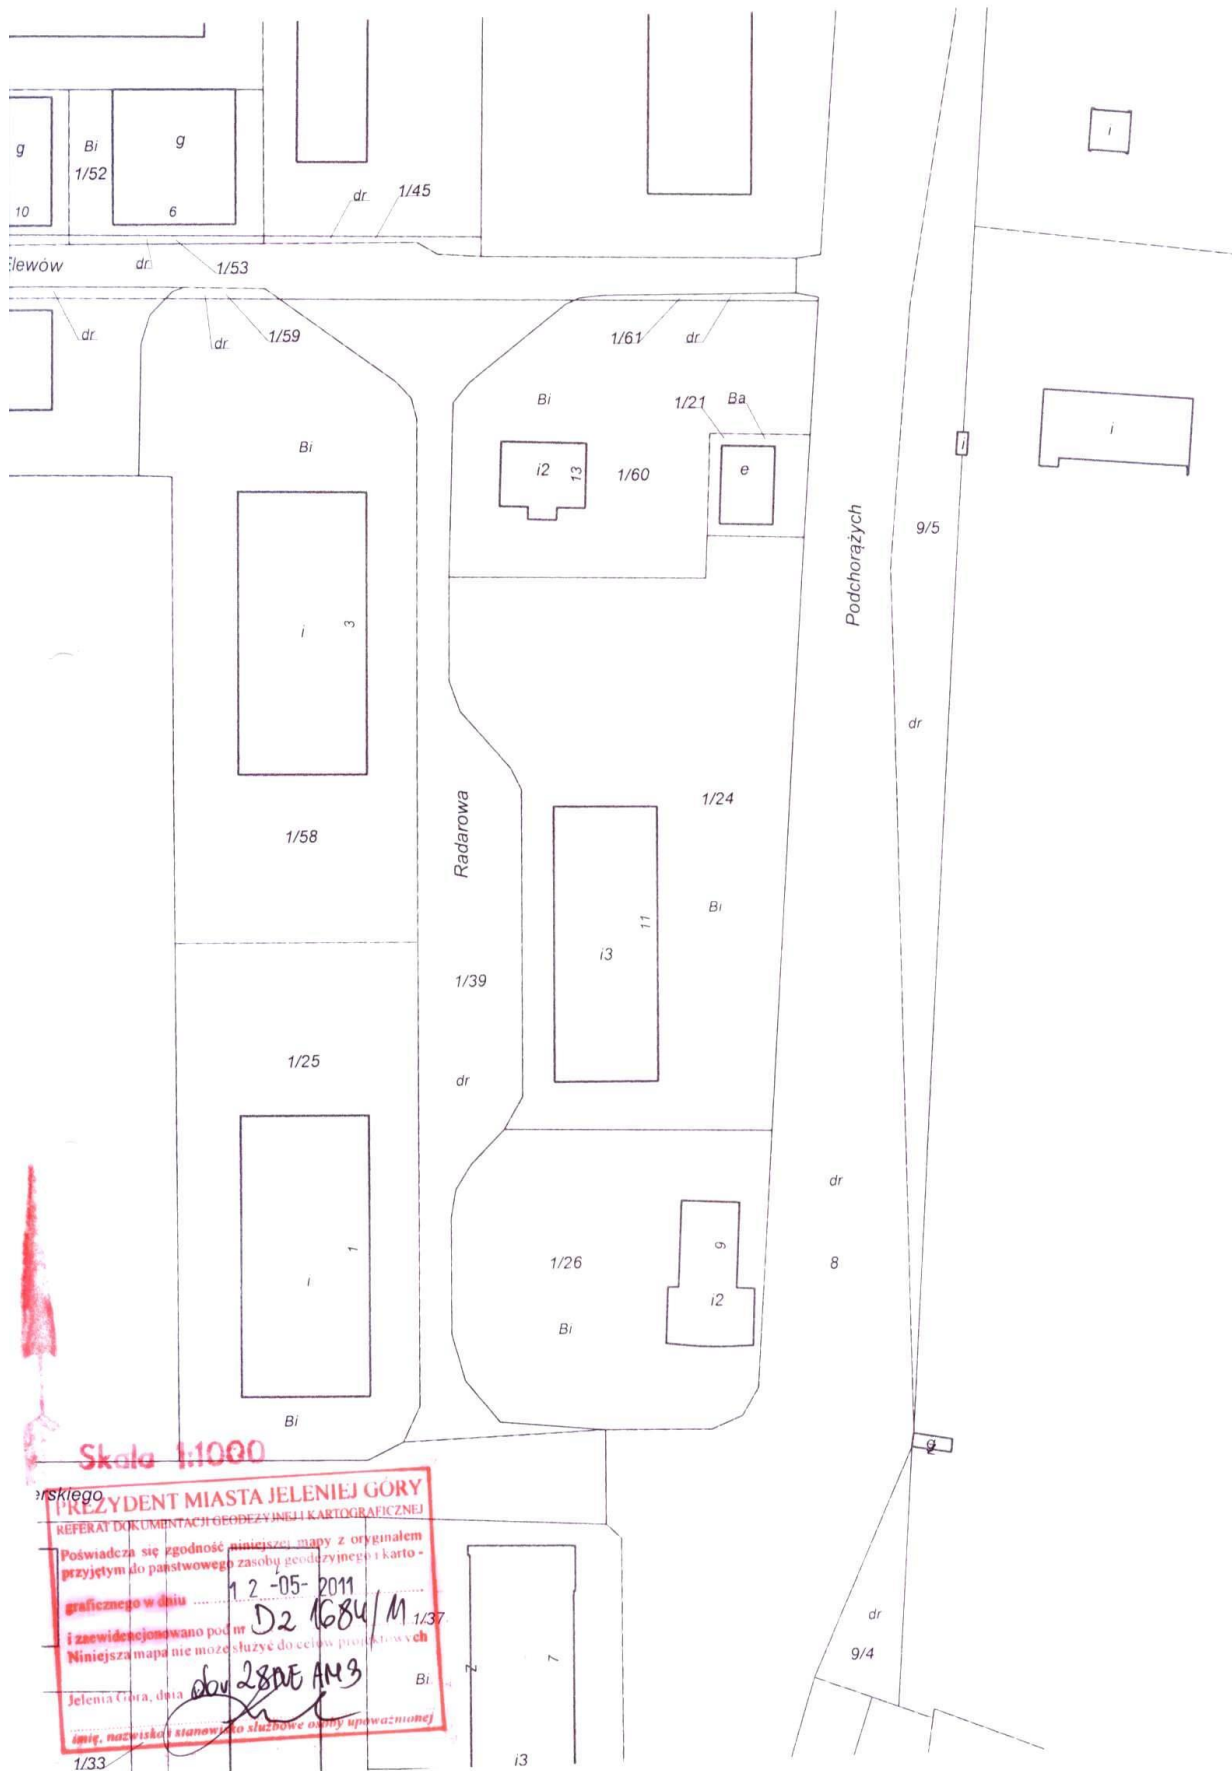 i
g
Bi
g
1/52
10
6
dr
1/45
dr
1/53
dr
dr
1/59
1/61
dr
Bi
1/21
Ba
Bi
i2
13
1/60
e
i
i
9/5
Podchorążych
i
3
dr
1/24
1/58
Radarowa
Bi
11
i3
1/39
1/25
dr
dr
1
9
1/26
8
i
i2
Bi
Bi
g
Skala 1:1000
PREZYDENT MIASTA JELENIEJ GÓRY
REFERAT DOKUMENTACJI GEODEZYJNEJ I KARTOGRAFICZNEJ
Poświadcza się zgodność niniejszej mapy z oryginałem
przyjętym do państwowego zasobu geodezyjnego i karto -
graficznego w dniu 12 -05- 2011
i zaewidencjonowano pod nr D2 1684/11
Niniejsza mapa nie może służyć do celów projektowych
Jelenia Góra, dnia obr 28NE AM3
imię, nazwisko i stanowisko służbowe osoby upoważnionej
1/37
Bi
7
dr
9/4
1/33
i3